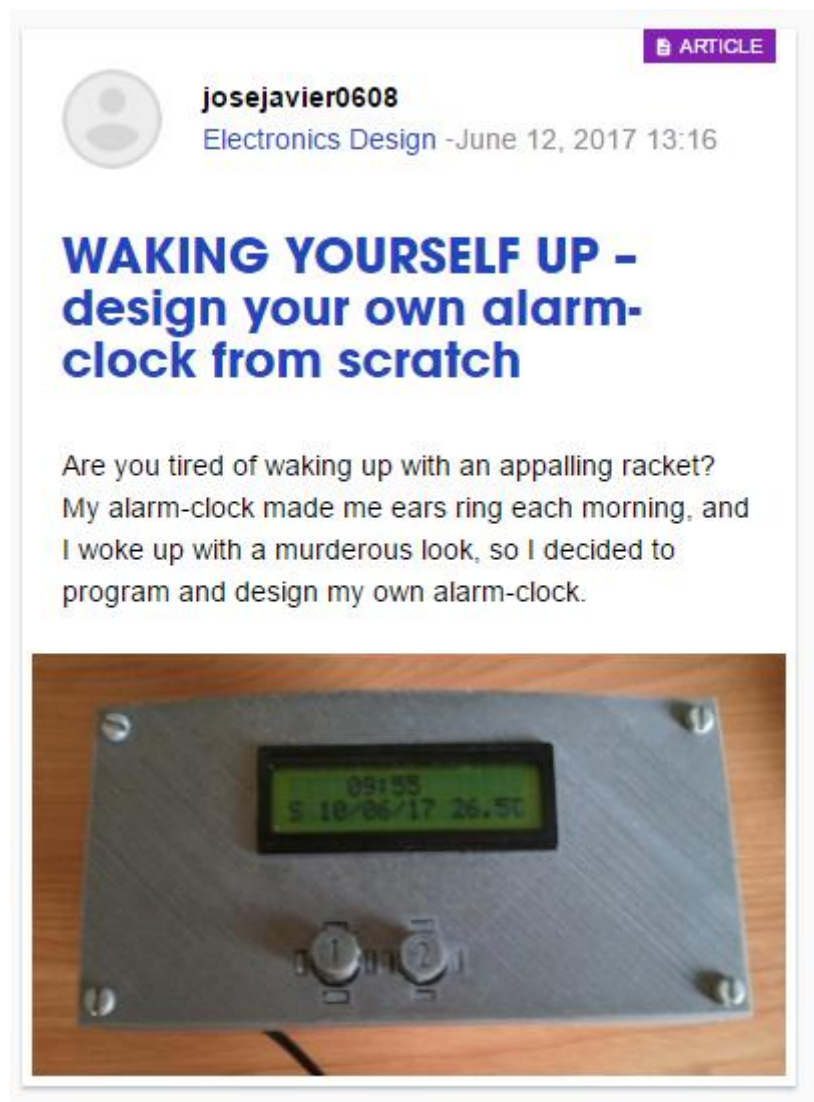 ARTICLE
josejavier0608
Electronics Design -June 12, 2017 13:16
WAKING YOURSELF UP –
design your own alarm-
clock from scratch
Are you tired of waking up with an appalling racket?
My alarm-clock made me ears ring each morning, and
I woke up with a murderous look, so I decided to
program and design my own alarm-clock.
09:55
S 10/06/17 26.5C
1 2